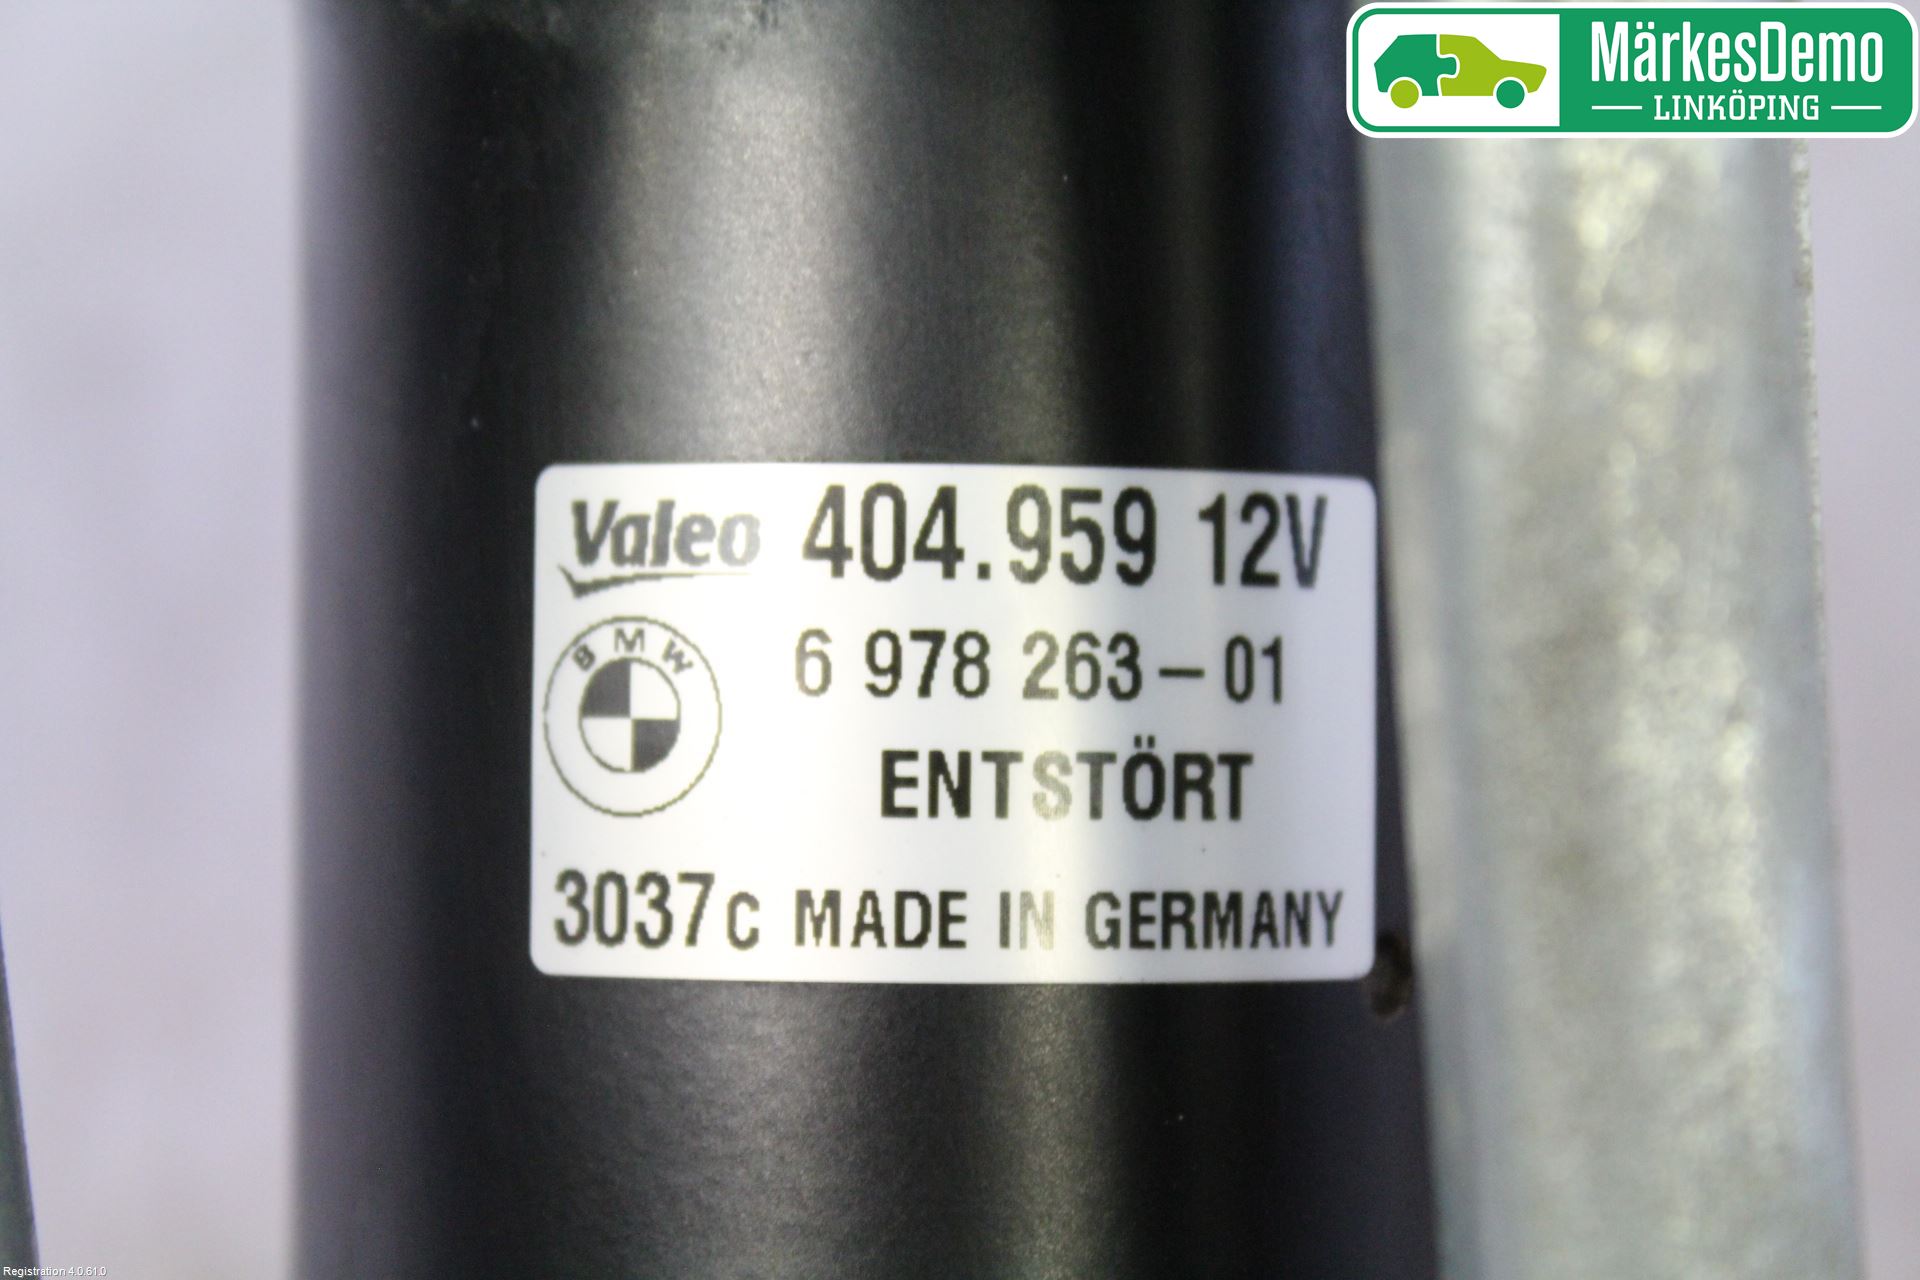 MärkesDemo
LINKÖPING
Valeo 404.959 12V
BMW
6 978 263-01
ENTSTÖRT
3037c MADE IN GERMANY
Registration 4.0.61.0